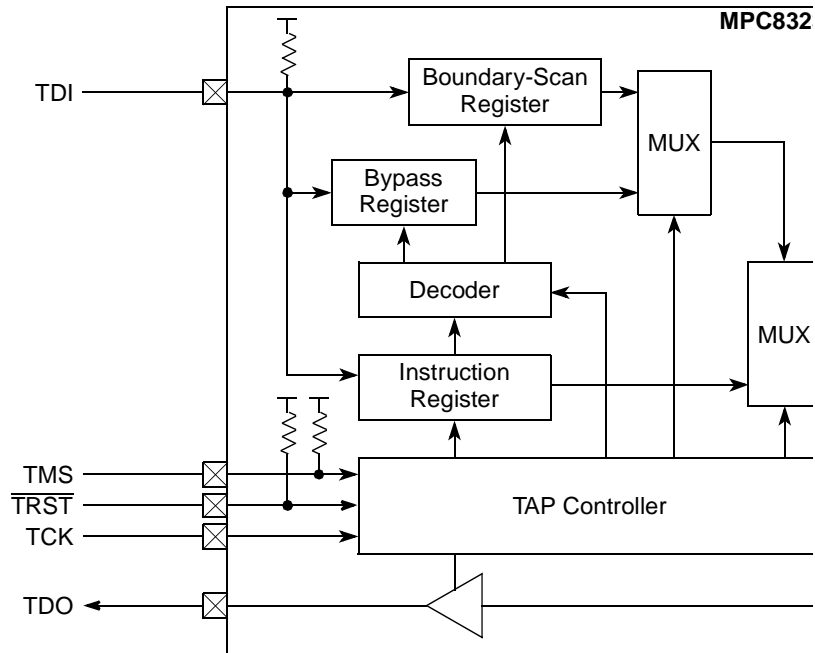 MPC832
TDI
Boundary-Scan
Register
MUX
Bypass
Register
Decoder
MUX
Instruction
Register
TMS
TRST
TCK
TAP Controller
TDO